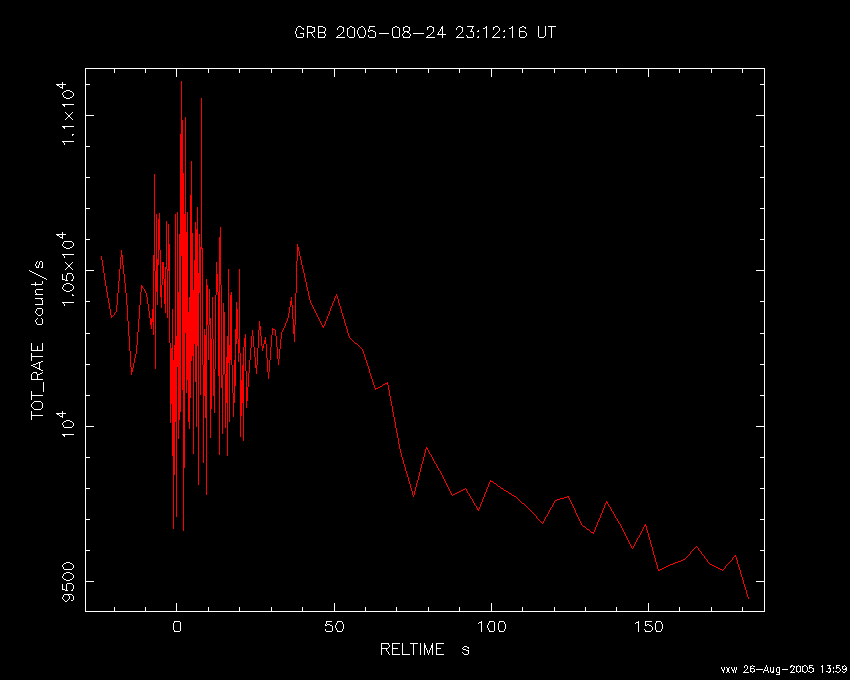 GRB 2005-08-24 23:12:16 UT
1.1×10⁴
1.05×10⁴
10⁴
9500
TOT_RATE count/s
0 50 100 150
RELTIME s
vxw 26-Aug-2005 13:59